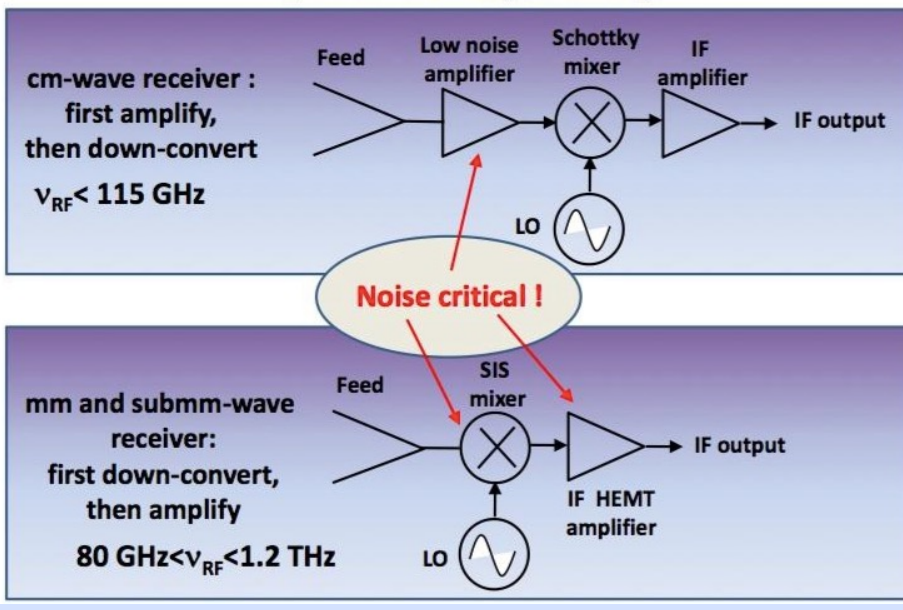 cm-wave receiver :
first amplify,
then down-convert
νRF< 115 GHz
Feed
Low noise
amplifier
Schottky
mixer
IF
amplifier
IF output
LO
Noise critical !
mm and submm-wave
receiver:
first down-convert,
then amplify
80 GHz<νRF<1.2 THz
Feed
SIS
mixer
IF output
IF HEMT
amplifier
LO